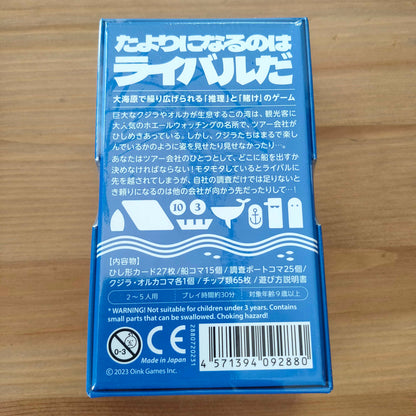 たよりになるのは
ライバルだ
大海原で繰り広げられる「推理」と「賭け」のゲーム
巨大なクジラやオルカが生息するこの湾は、観光客に
大人気のホエールウォッチングの名所で、ツアー会社が
ひしめきあっている。しかし、クジラたちはまるで楽し
んでいるかのように姿を見せたり見せなかったり…。
あなたはツアー会社のひとつとして、どこに船を出すか
決めなければならない！モタモタしているとライバル
に先を越されてしまうが、自社の調査だけでは足りないと
き頼りになるのは他の会社が向かう先だったりして…！
10 3
【内容物】
ひし形カード27枚/船コマ15個/調査ボートコマ25個/
クジラ・オルカコマ各1個/チップ類65枚/遊び方説明書
2〜5人用 プレイ時間約30分 対象年齢9歳以上
* WARNING! Not suitable for children under 3 years. Contains
small parts that can be swallowed. Choking hazard!
0-3
CE
Made in Japan
© 2023 Oink Games Inc.
2880720231
4 571394 092880